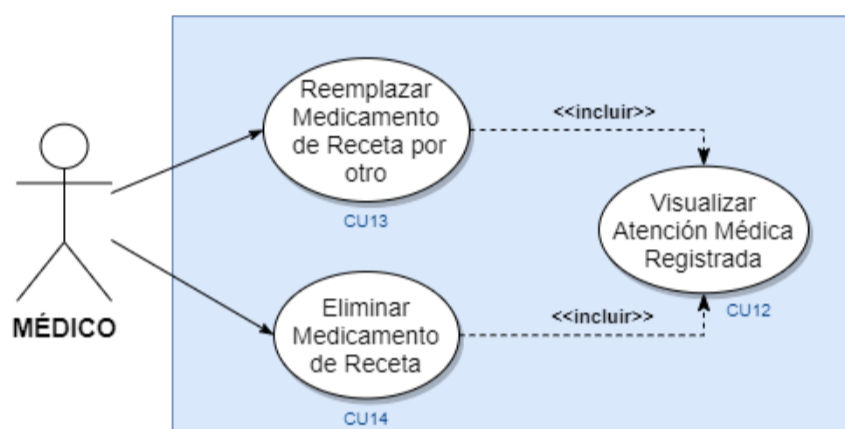 Reemplazar
Medicamento
de Receta por
otro
CU13
<<incluir>>
Visualizar
Atención Médica
Registrada
CU12
MÉDICO
Eliminar
Medicamento
de Receta
CU14
<<incluir>>